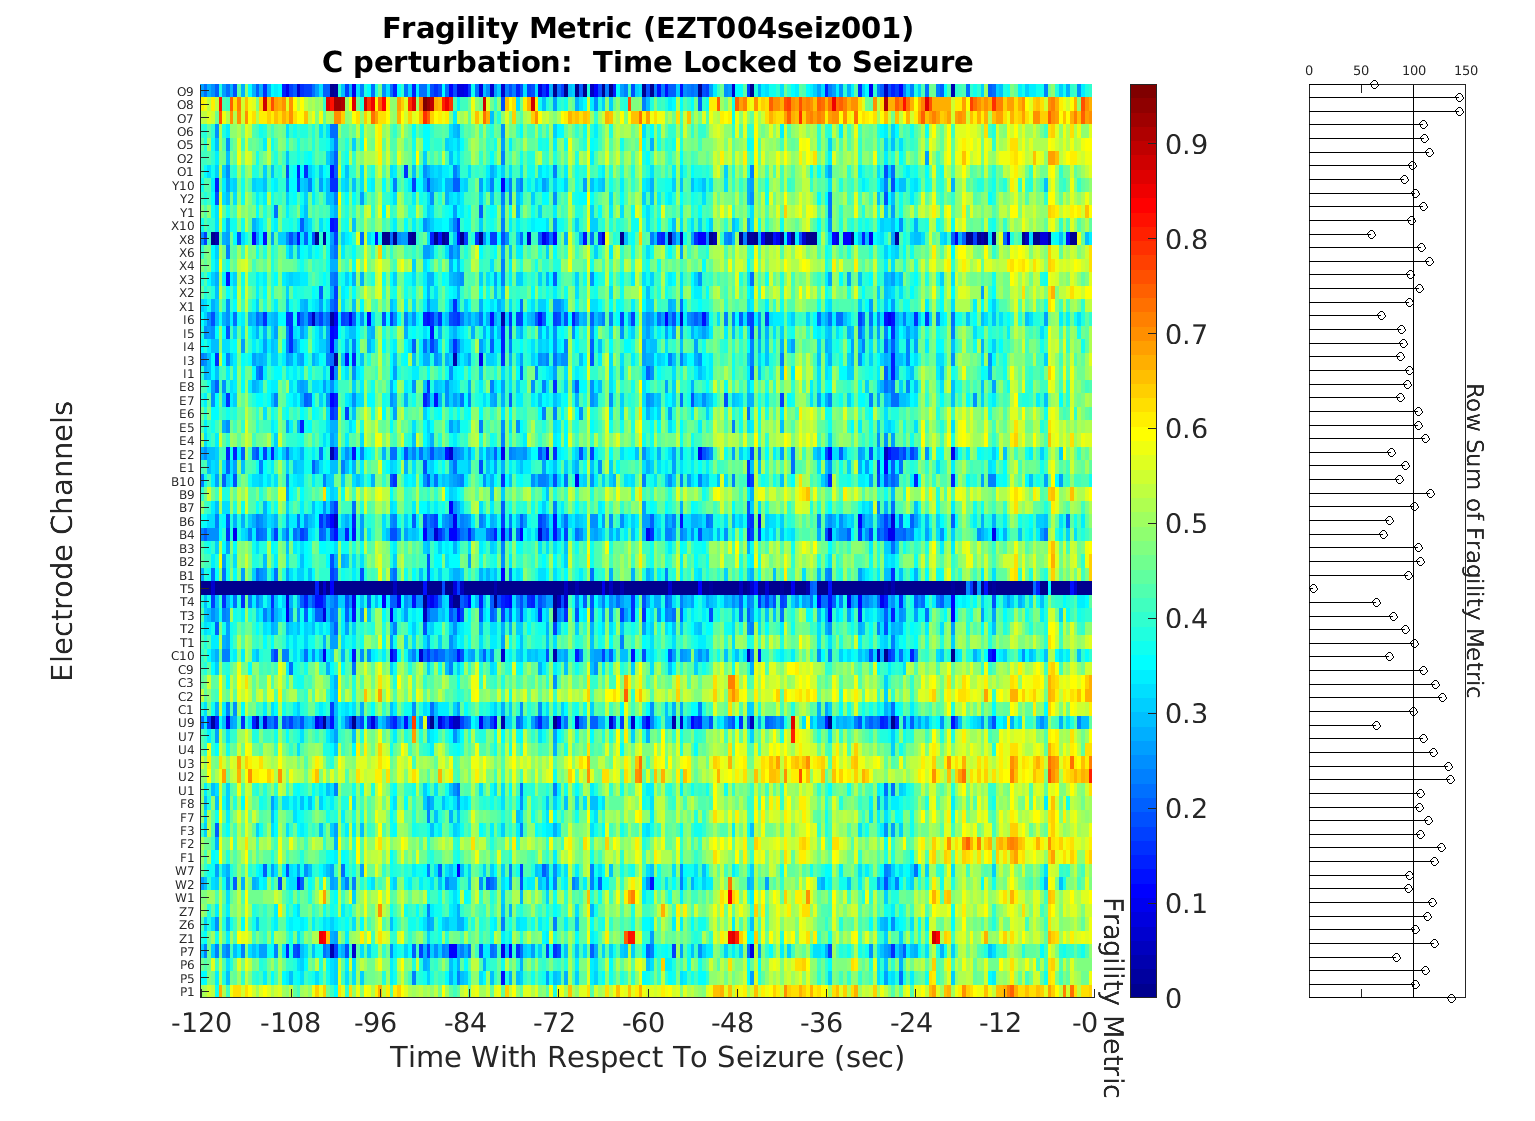 Fragility Metric (EZT004seiz001)
C perturbation:  Time Locked to Seizure
Electrode Channels
O9
O8
O7
O6
O5
O2
O1
Y10
Y2
Y1
X10
X8
X6
X4
X3
X2
X1
I6
I5
I4
I3
I1
E8
E7
E6
E5
E4
E2
E1
B10
B9
B7
B6
B4
B3
B2
B1
T5
T4
T3
T2
T1
C10
C9
C3
C2
C1
U9
U7
U4
U3
U2
U1
F8
F7
F3
F2
F1
W7
W2
W1
Z7
Z6
Z1
P7
P6
P5
P1
-120 -108 -96 -84 -72 -60 -48 -36 -24 -12 -0
Time With Respect To Seizure (sec)
0.9
0.8
0.7
0.6
0.5
0.4
0.3
0.2
0.1
0
Fragility Metric
0 50 100 150
Row Sum of Fragility Metric